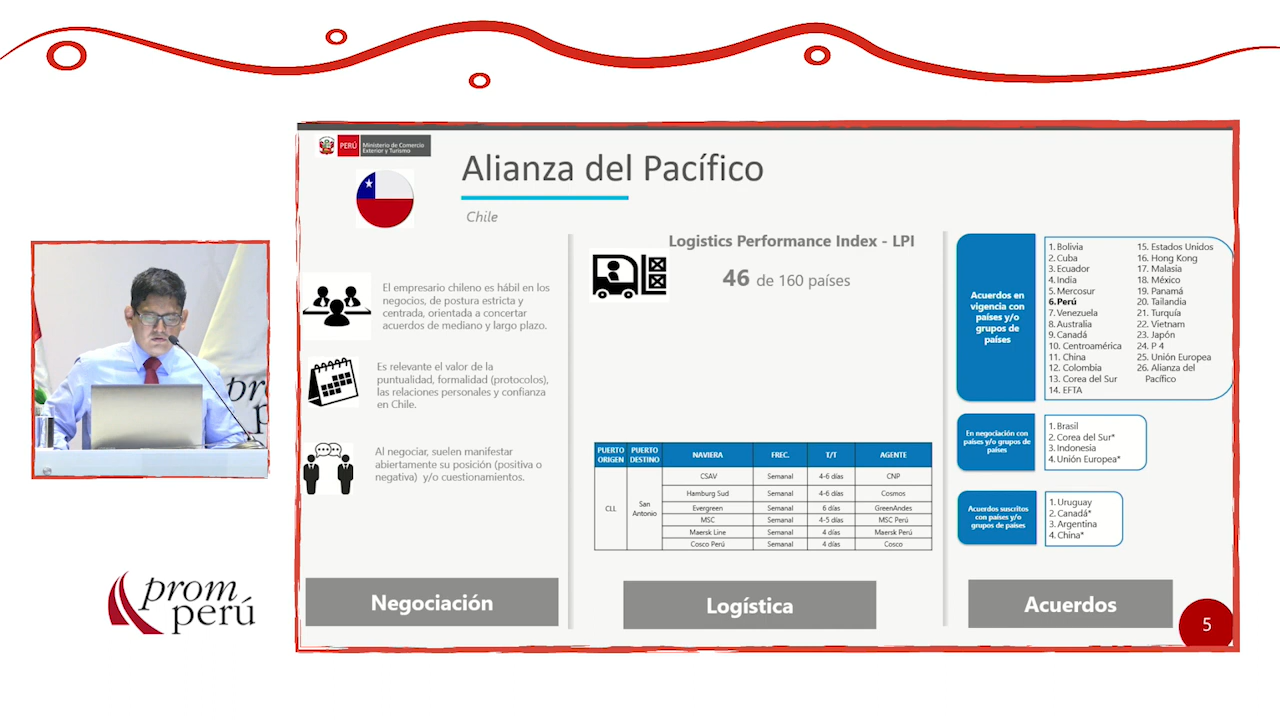 PERÚ
Ministerio de Comercio
Exterior y Turismo
Alianza del Pacífico
Chile
El empresario chileno es hábil en los
negocios, de postura estricta y
centrada, orientada a concertar
acuerdos de mediano y largo plazo.
Es relevante el valor de la
puntualidad, formalidad (protocolos),
las relaciones personales y confianza
en Chile.
Al negociar, suelen manifestar
abiertamente su posición (positiva o
negativa) y/o cuestionamientos.
Negociación
Logistics Performance Index - LPI
46 de 160 países
PUERTO ORIGEN PUERTO DESTINO NAVIERA FREC. T/T AGENTE
CLL San Antonio
CSAV Semanal 4-6 días CNP
Hamburg Sud Semanal 4-6 días Cosmos
Evergreen Semanal 6 días GreenAndes
MSC Semanal 4-5 días MSC Perú
Maersk Line Semanal 4 días Maersk Perú
Cosco Perú Semanal 4 días Cosco
Logística
Acuerdos en
vigencia con
países y/o
grupos de
países
1. Bolivia
2. Cuba
3. Ecuador
4. India
5. Mercosur
6. Perú
7. Venezuela
8. Australia
9. Canadá
10. Centroamérica
11. China
12. Colombia
13. Corea del Sur
14. EFTA
15. Estados Unidos
16. Hong Kong
17. Malasia
18. México
19. Panamá
20. Tailandia
21. Turquía
22. Vietnam
23. Japón
24. P 4
25. Unión Europea
26. Alianza del
Pacífico
En negociación con
países y/o grupos de
países
1. Brasil
2. Corea del Sur*
3. Indonesia
4. Unión Europea*
Acuerdos suscritos
con países y/o
grupos de países
1. Uruguay
2. Canadá*
3. Argentina
4. China*
Acuerdos
5
prom
perú